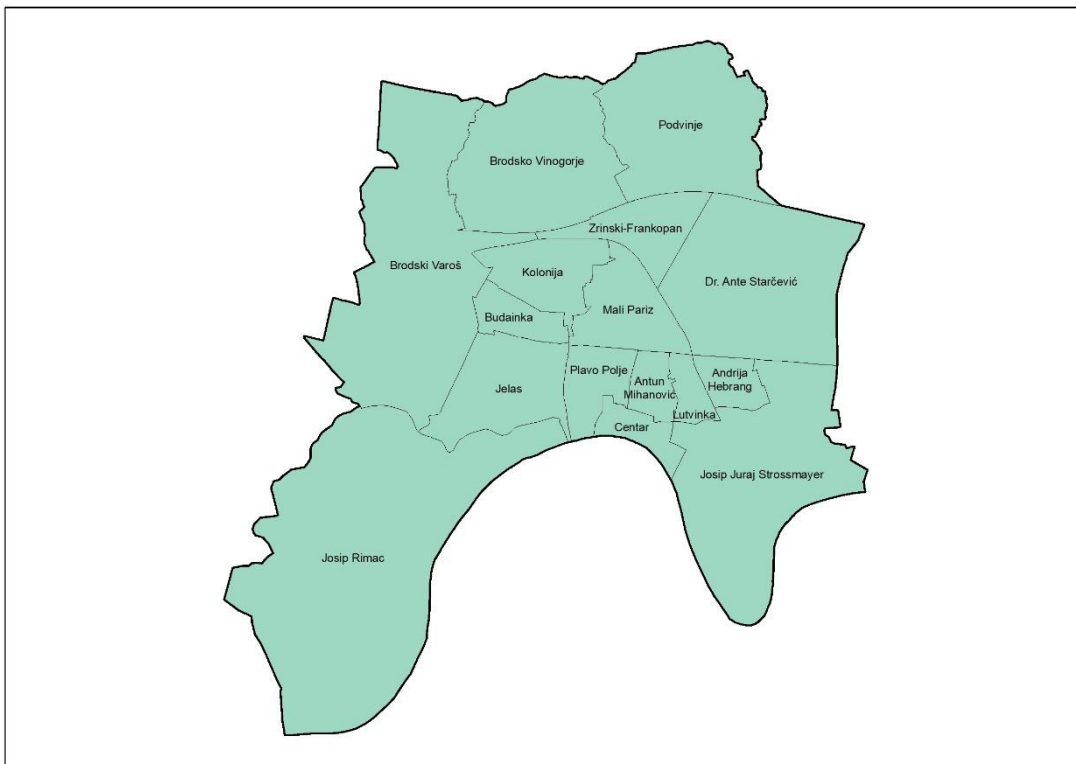 Podvinje
Brodsko Vinogorje
Zrinski-Frankopan
Brodski Varoš
Kolonija
Dr. Ante Starčević
Mali Pariz
Budainka
Plavo Polje
Andrija
Hebrang
Antun
Mihanović
Jelas
Lutvinka
Centar
Josip Juraj Strossmayer
Josip Rimac